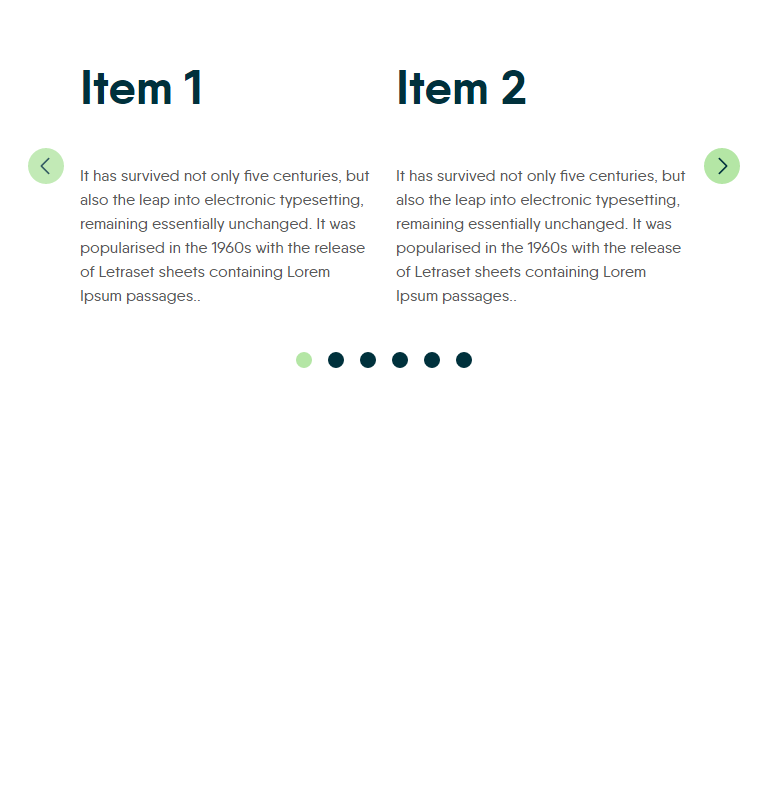 Item 1
It has survived not only five centuries, but
also the leap into electronic typesetting,
remaining essentially unchanged. It was
popularised in the 1960s with the release
of Letraset sheets containing Lorem
Ipsum passages..
Item 2
It has survived not only five centuries, but
also the leap into electronic typesetting,
remaining essentially unchanged. It was
popularised in the 1960s with the release
of Letraset sheets containing Lorem
Ipsum passages..